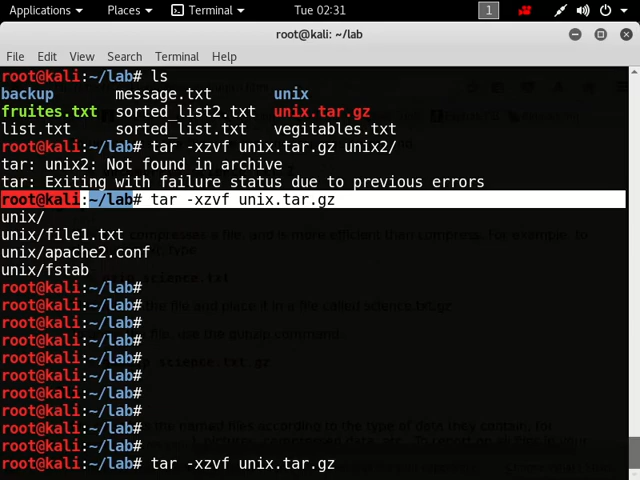 Applications Places Terminal Tue 02:31 1
root@kali: ~/lab
File Edit View Search Terminal Help
root@kali:~/lab# ls
backup message.txt unix
fruites.txt sorted_list2.txt unix.tar.gz
list.txt sorted_list.txt vegitables.txt
root@kali:~/lab# tar -xzvf unix.tar.gz unix2/
tar: unix2: Not found in archive
tar: Exiting with failure status due to previous errors
root@kali:~/lab# tar -xzvf unix.tar.gz
unix/
unix/file1.txt
unix/apache2.conf
unix/fstab
root@kali:~/lab#
root@kali:~/lab#
root@kali:~/lab#
root@kali:~/lab#
root@kali:~/lab#
root@kali:~/lab#
root@kali:~/lab#
root@kali:~/lab#
root@kali:~/lab#
root@kali:~/lab#
root@kali:~/lab# tar -xzvf unix.tar.gz